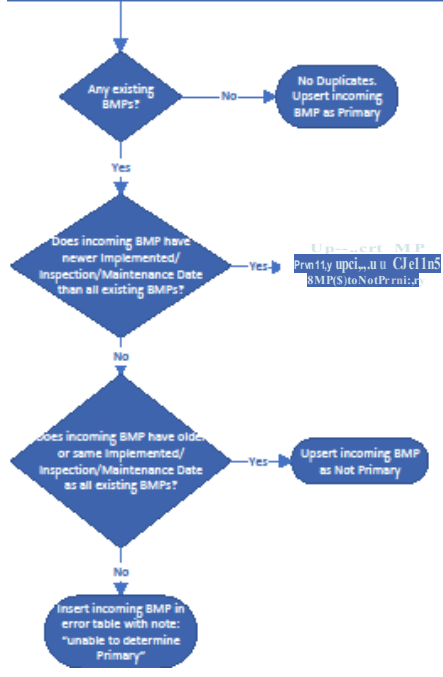 Any existing
BMPs?
No
No Duplicates.
Upsert incoming
BMP as Primary
Yes
Does incoming BMP have
newer Implemented/
Inspection/Maintenance Date
than all existing BMPs?
Yes
No
Does incoming BMP have older
or same Implemented/
Inspection/Maintenance Date
as all existing BMPs?
Yes
Upsert incoming BMP
as Not Primary
No
Insert incoming BMP in
error table with note:
"unable to determine
Primary"